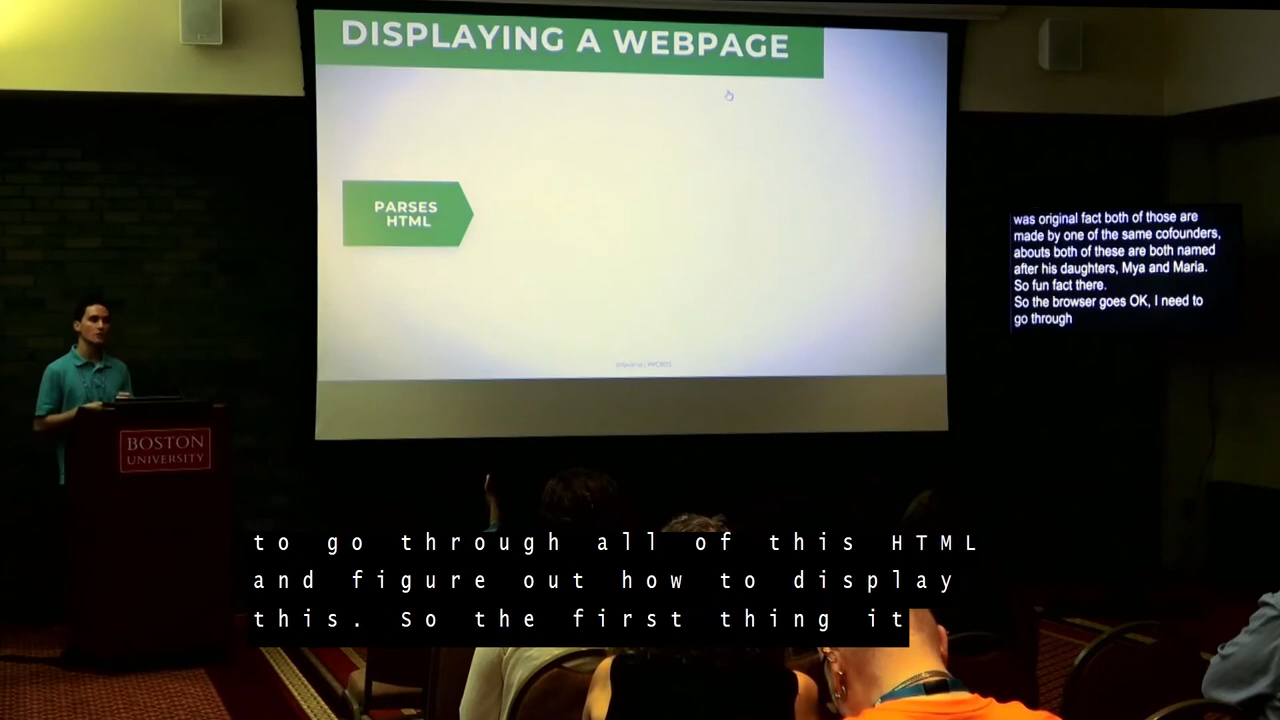 DISPLAYING A WEBPAGE
PARSES
HTML
was original fact both of those are
made by one of the same cofounders,
abouts both of these are both named
after his daughters, Mya and Maria.
So fun fact there.
So the browser goes OK, I need to
go through
BOSTON
UNIVERSITY
to go through all of this HTML
and figure out how to display
this. So the first thing it